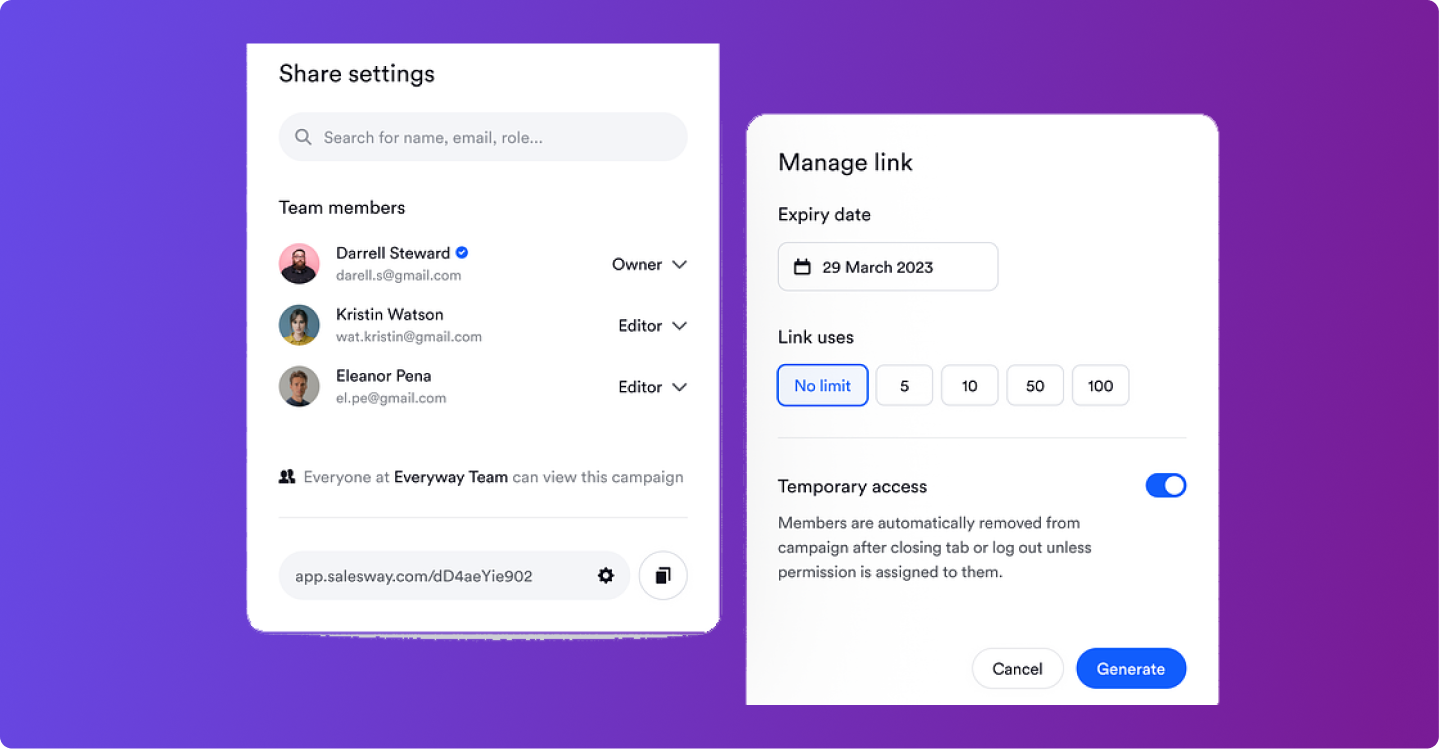 Share settings
Search for name, email, role...
Team members
Darrell Steward
darell.s@gmail.com
Owner
Kristin Watson
wat.kristin@gmail.com
Editor
Eleanor Pena
el.pe@gmail.com
Editor
Everyone at Everyway Team can view this campaign
app.salesway.com/dD4aeYie902
Manage link
Expiry date
29 March 2023
Link uses
No limit 5 10 50 100
Temporary access
Members are automatically removed from
campaign after closing tab or log out unless
permission is assigned to them.
Cancel Generate